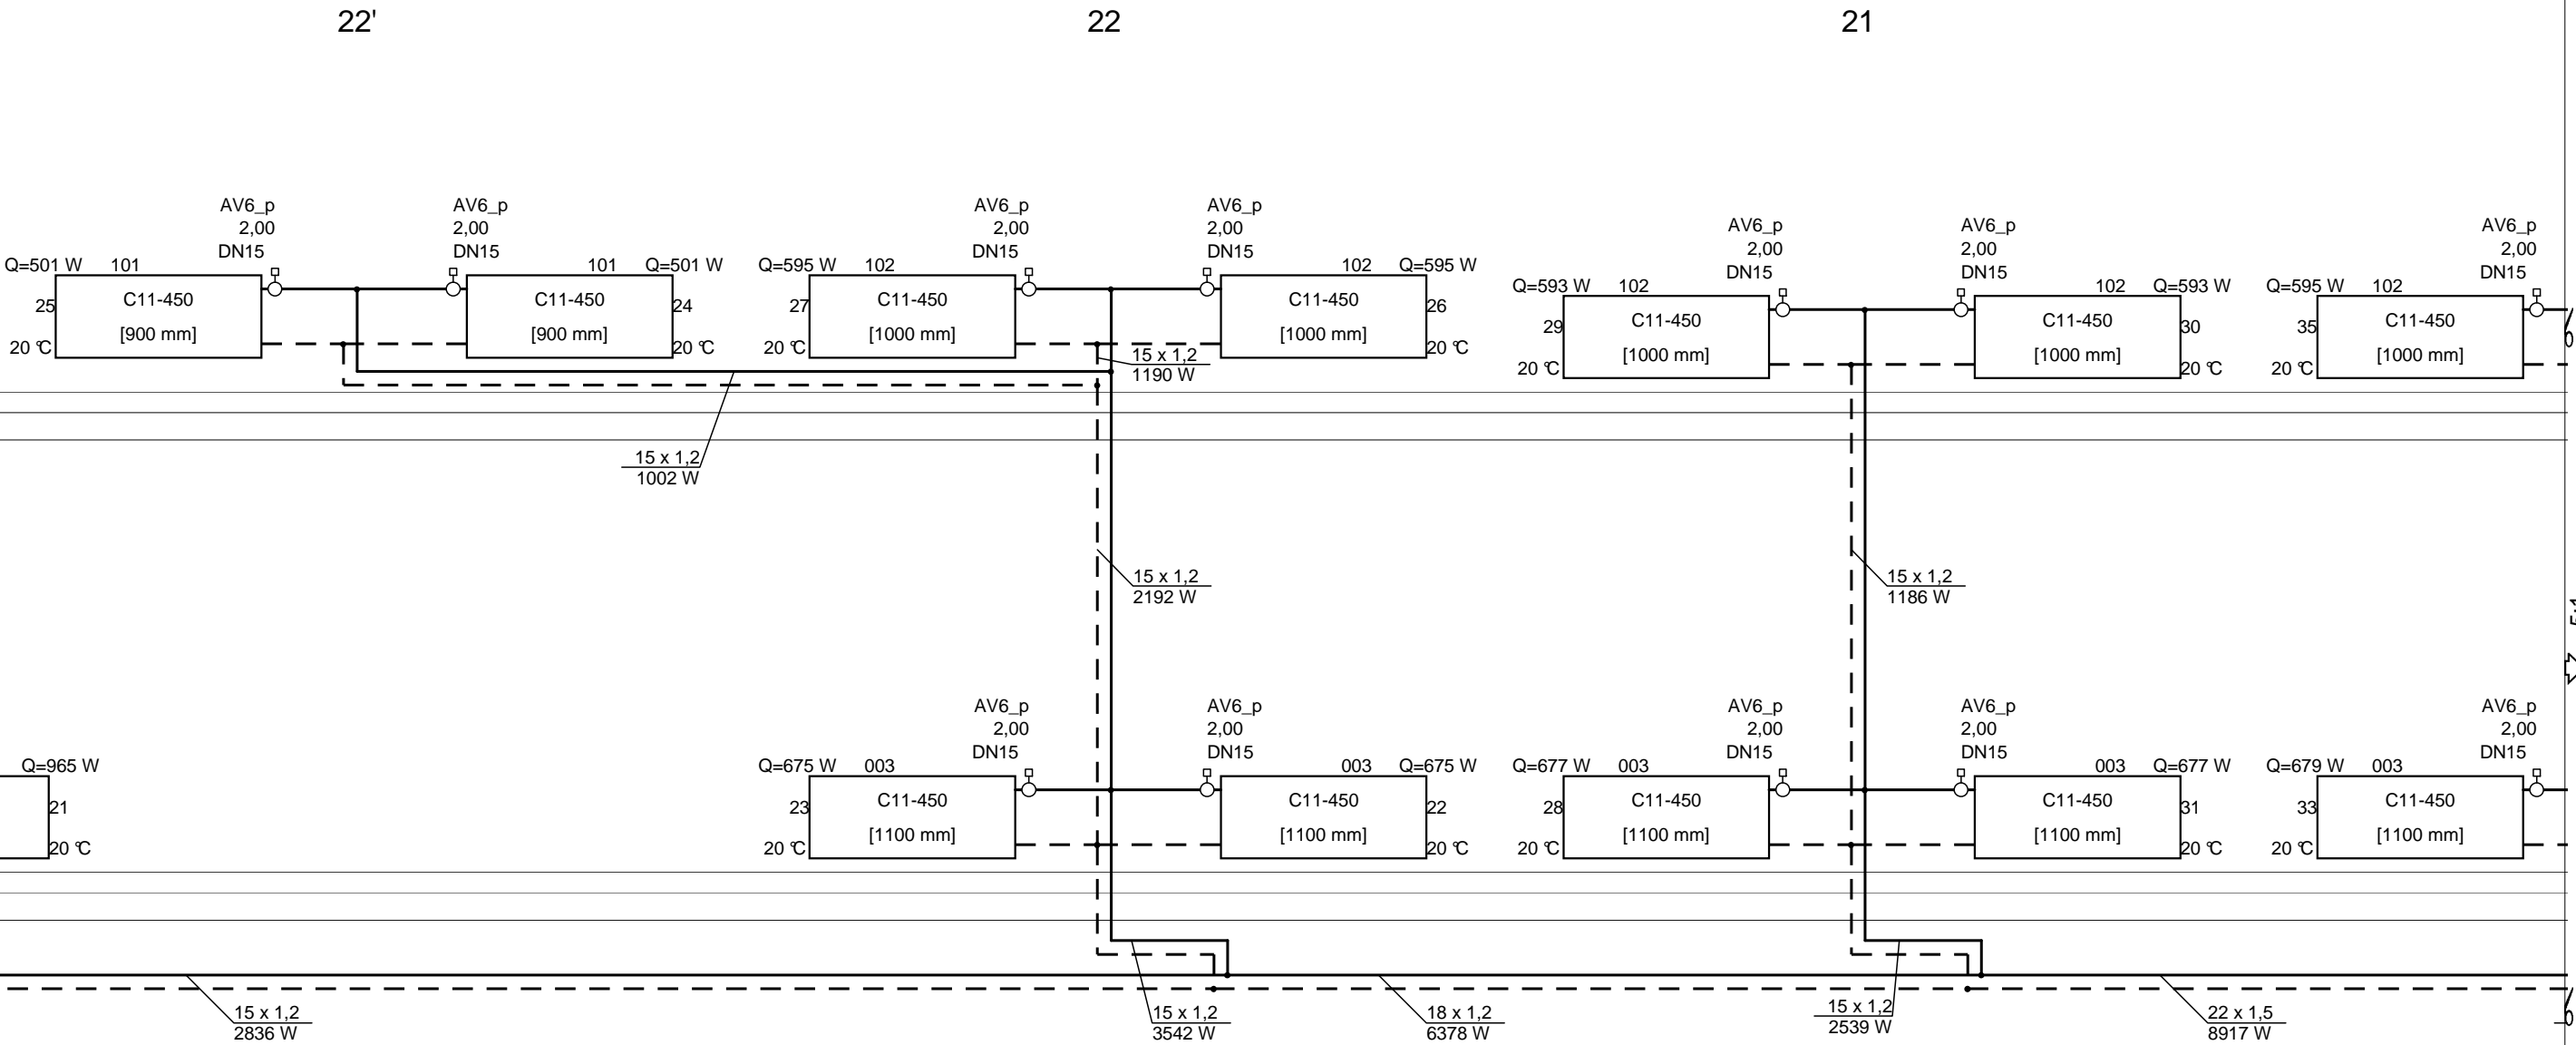 22'
22
21
AV6_p
2,00
DN15
AV6_p
2,00
DN15
AV6_p
2,00
DN15
AV6_p
2,00
DN15
AV6_p
2,00
DN15
AV6_p
2,00
DN15
AV6_p
2,00
DN15
Q=501 W 101
25
C11-450
[900 mm]
20 °C
101 Q=501 W
C11-450
[900 mm]
24
20 °C
Q=595 W 102
27
C11-450
[1000 mm]
20 °C
102 Q=595 W
C11-450
[1000 mm]
26
20 °C
Q=593 W 102
29
C11-450
[1000 mm]
20 °C
102 Q=593 W
C11-450
[1000 mm]
30
20 °C
Q=595 W 102
35
C11-450
[1000 mm]
20 °C
15 x 1,2
1190 W
15 x 1,2
1002 W
15 x 1,2
2192 W
15 x 1,2
1186 W
AV6_p
2,00
DN15
AV6_p
2,00
DN15
AV6_p
2,00
DN15
AV6_p
2,00
DN15
AV6_p
2,00
DN15
Q=965 W
21
20 °C
Q=675 W 003
23
C11-450
[1100 mm]
20 °C
003 Q=675 W
C11-450
[1100 mm]
22
20 °C
Q=677 W 003
28
C11-450
[1100 mm]
20 °C
003 Q=677 W
C11-450
[1100 mm]
31
20 °C
Q=679 W 003
33
C11-450
[1100 mm]
20 °C
15 x 1,2
2836 W
15 x 1,2
3542 W
18 x 1,2
6378 W
15 x 1,2
2539 W
22 x 1,5
8917 W